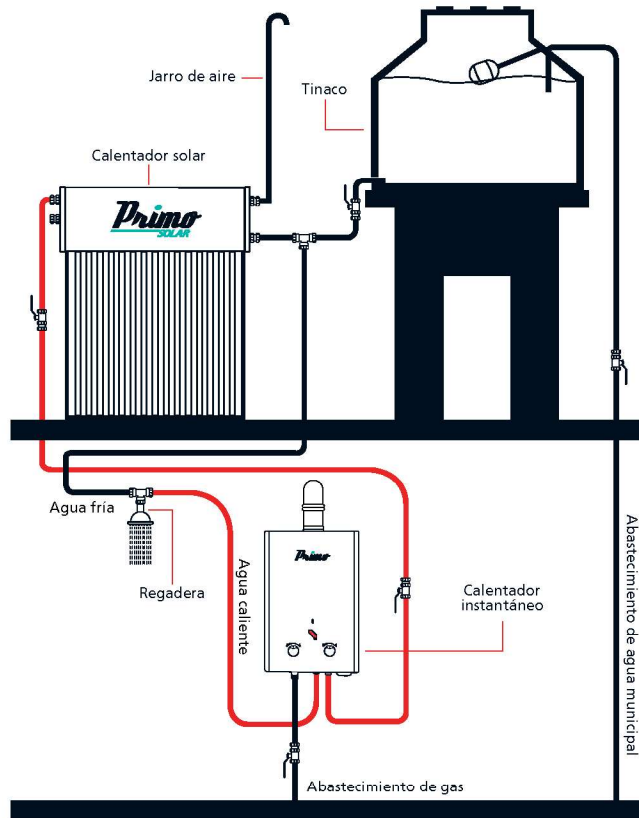 Jarro de aire
Tinaco
Calentador solar
Primo
SOLAR
Agua fría
Regadera
Agua caliente
Primo
Calentador
instantáneo
Abastecimiento de agua municipal
Abastecimiento de gas